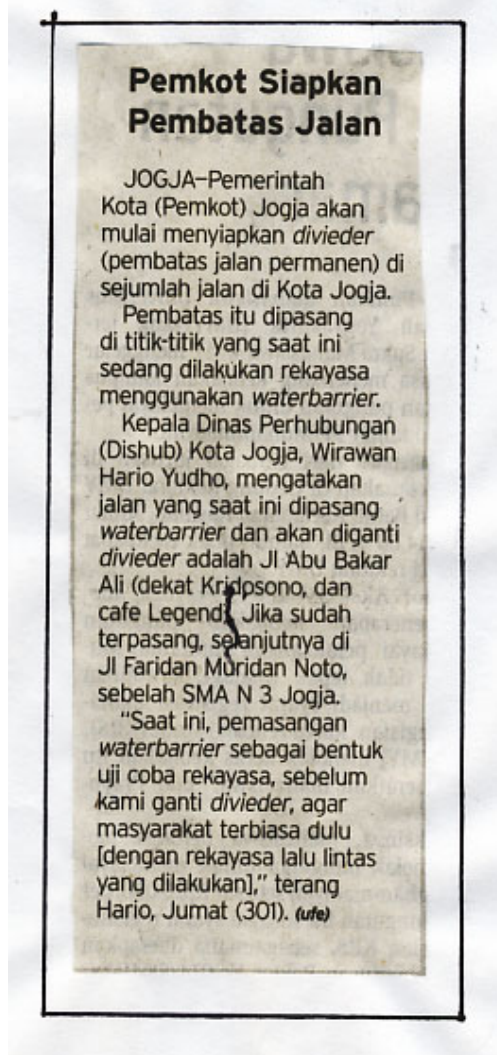 Pemkot Siapkan
Pembatas Jalan
JOGJA–Pemerintah
Kota (Pemkot) Jogja akan
mulai menyiapkan divieder
(pembatas jalan permanen) di
sejumlah jalan di Kota Jogja.
Pembatas itu dipasang
di titik-titik yang saat ini
sedang dilakukan rekayasa
menggunakan waterbarrier.
Kepala Dinas Perhubungan
(Dishub) Kota Jogja, Wirawan
Hario Yudho, mengatakan
jalan yang saat ini dipasang
waterbarrier dan akan diganti
divieder adalah Jl Abu Bakar
Ali (dekat Kridosono, dan
cafe Legend). Jika sudah
terpasang, selanjutnya di
Jl Faridan Muridan Noto,
sebelah SMA N 3 Jogja.
“Saat ini, pemasangan
waterbarrier sebagai bentuk
uji coba rekayasa, sebelum
kami ganti divieder, agar
masyarakat terbiasa dulu
[dengan rekayasa lalu lintas
yang dilakukan],” terang
Hario, Jumat (301). (ufe)